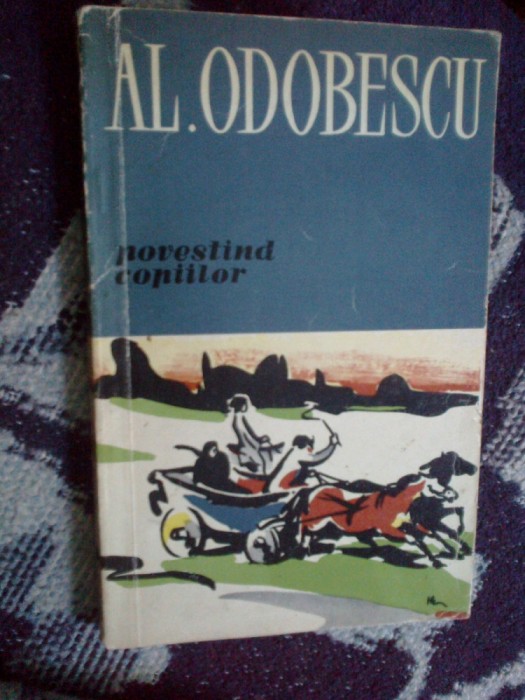 AL. ODOBESCU
povestind
copiilor